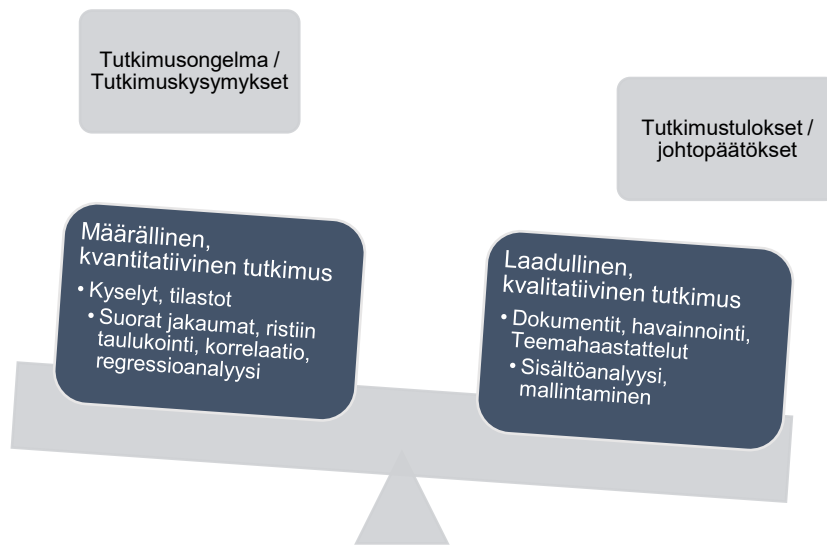 Tutkimusongelma /
Tutkimuskysymykset
Tutkimustulokset /
johtopäätökset
Määrällinen,
kvantitatiivinen tutkimus
• Kyselyt, tilastot
• Suorat jakaumat, ristiin
taulukointi, korrelaatio,
regressioanalyysi
Laadullinen,
kvalitatiivinen tutkimus
• Dokumentit, havainnointi,
Teemahaastattelut
• Sisältöanalyysi,
mallintaminen